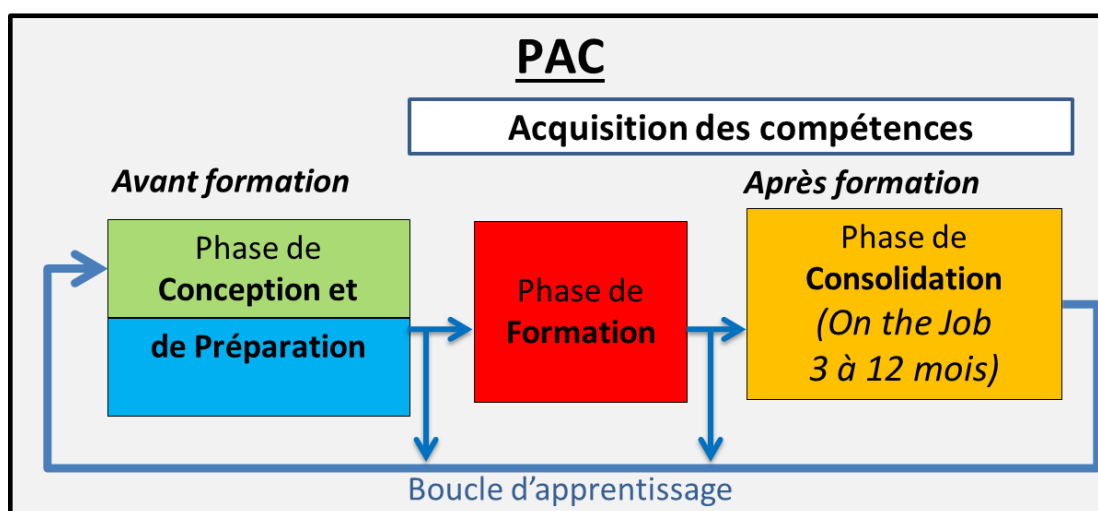 PAC
Acquisition des compétences
Avant formation
Après formation
Phase de
Conception et
de Préparation
Phase de
Formation
Phase de
Consolidation
(On the Job
3 à 12 mois)
Boucle d’apprentissage